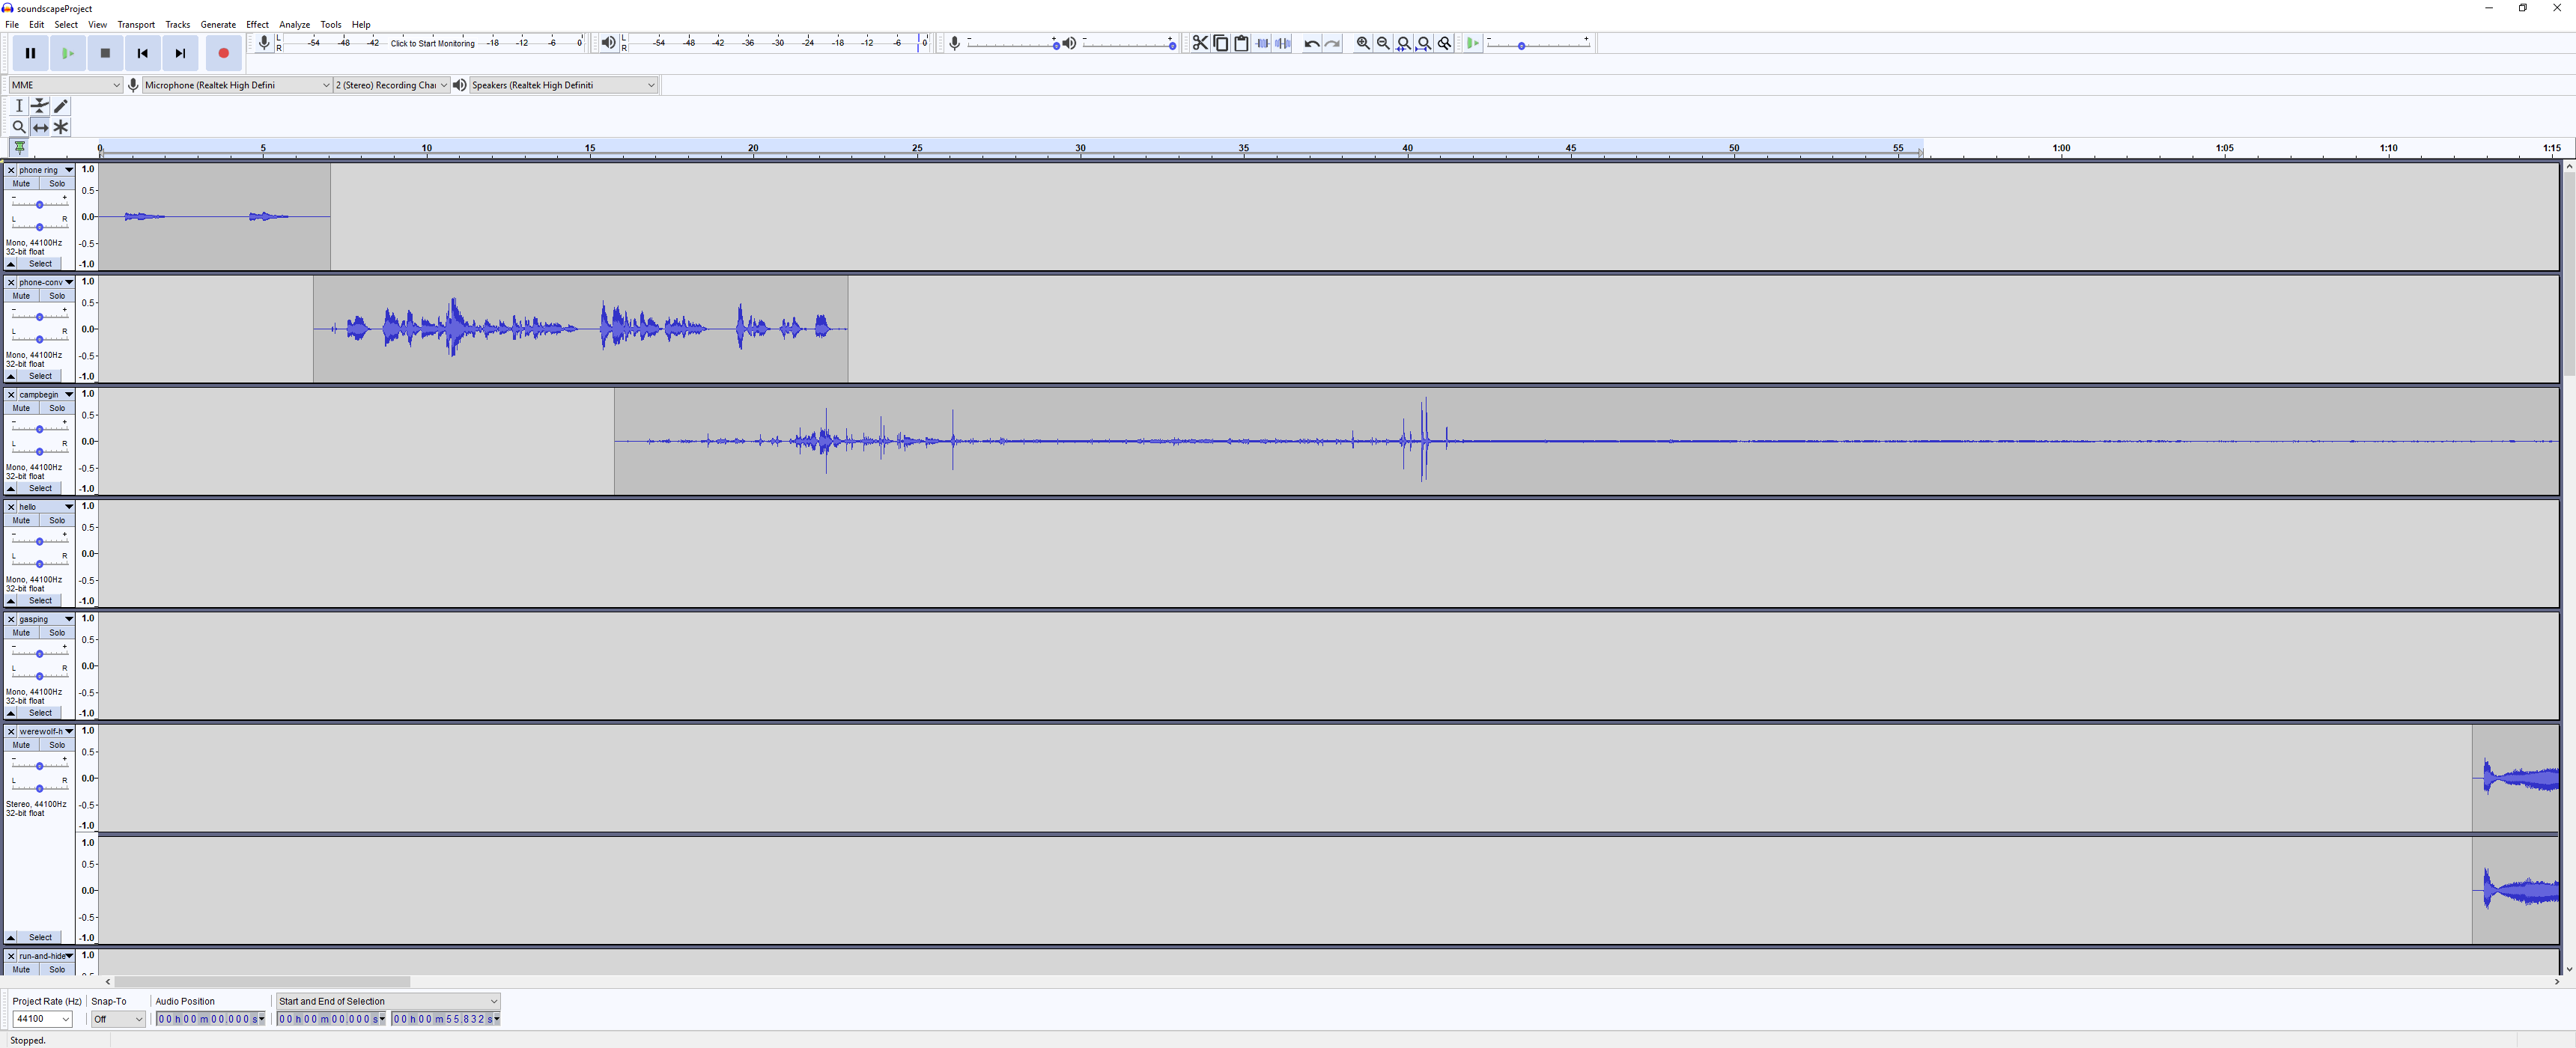 soundscapeProject
File Edit Select View Transport Tracks Generate Effect Analyze Tools Help
L R -54 -48 -42 Click to Start Monitoring -18 -12 -6 0 L R -54 -48 -42 -36 -30 -24 -18 -12 -6 0 - + - + - +
MME Microphone (Realtek High Defini 2 (Stereo) Recording Chai Speakers (Realtek High Definiti
0 5 10 15 20 25 30 35 40 45 50 55 1:00 1:05 1:10 1:15
phone ring 1.0
Mute Solo
0.5
- +
L R 0.0
Mono, 44100Hz -0.5
32-bit float
Select -1.0
phone-conv 1.0
Mute Solo
0.5
- +
L R 0.0
Mono, 44100Hz -0.5
32-bit float
Select -1.0
campbegin 1.0
Mute Solo
0.5
- +
L R 0.0
Mono, 44100Hz -0.5
32-bit float
Select -1.0
hello 1.0
Mute Solo
0.5
- +
L R 0.0
Mono, 44100Hz -0.5
32-bit float
Select -1.0
gasping 1.0
Mute Solo
0.5
- +
L R 0.0
Mono, 44100Hz -0.5
32-bit float
Select -1.0
werewolf-h 1.0
Mute Solo
0.5
- +
L R 0.0
Stereo, 44100Hz -0.5
32-bit float
-1.0
1.0
0.5
0.0
-0.5
Select -1.0
run-and-hide 1.0
Mute Solo
Project Rate (Hz) Snap-To Audio Position Start and End of Selection
44100 Off 00 h 00 m 00.000 s 00 h 00 m 00.000 s 00 h 00 m 55.832 s
Stopped.